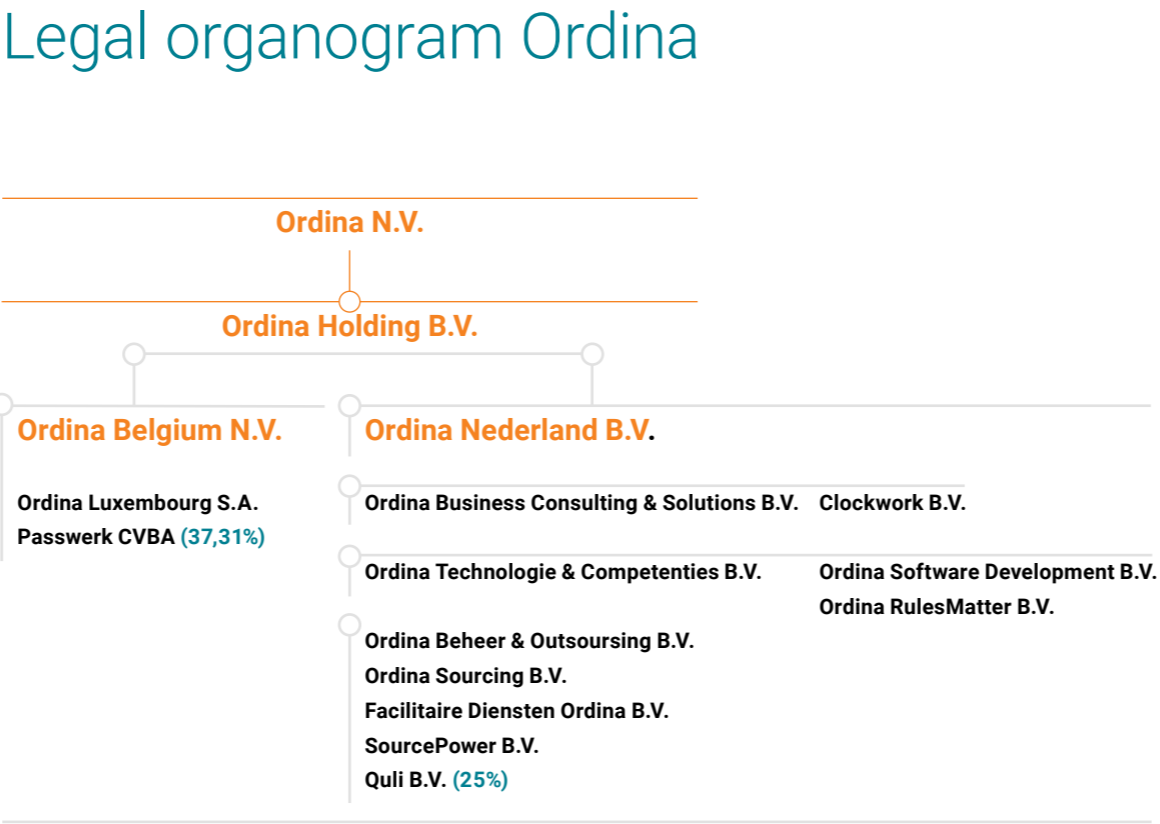 Legal organogram Ordina
Ordina N.V.
Ordina Holding B.V.
Ordina Belgium N.V.
Ordina Luxembourg S.A.
Passwerk CVBA (37,31%)
Ordina Nederland B.V.
Ordina Business Consulting & Solutions B.V. Clockwork B.V.
Ordina Technologie & Competenties B.V. Ordina Software Development B.V.
Ordina RulesMatter B.V.
Ordina Beheer & Outsoursing B.V.
Ordina Sourcing B.V.
Facilitaire Diensten Ordina B.V.
SourcePower B.V.
Quli B.V. (25%)